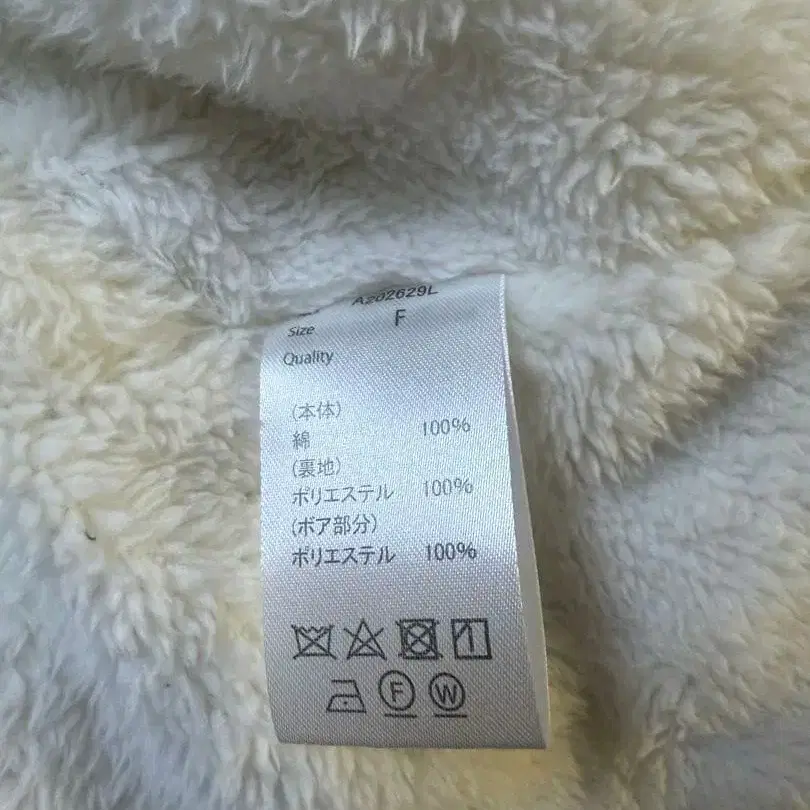 A202629L
Size F
Quality
(本体)
綿 100%
(裏地)
ポリエステル 100%
(ボア部分)
ポリエステル 100%
F W